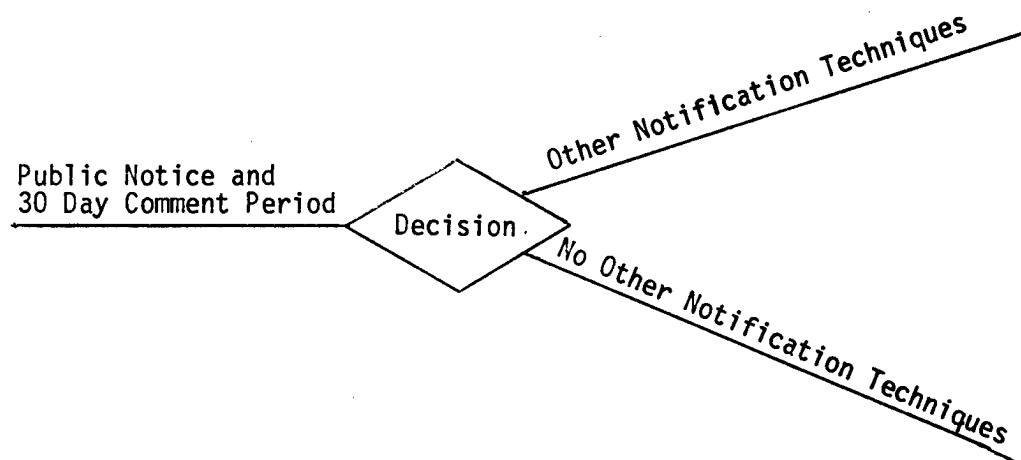 Public Notice and
30 Day Comment Period
Decision
Other Notification Techniques
No Other Notification Techniques